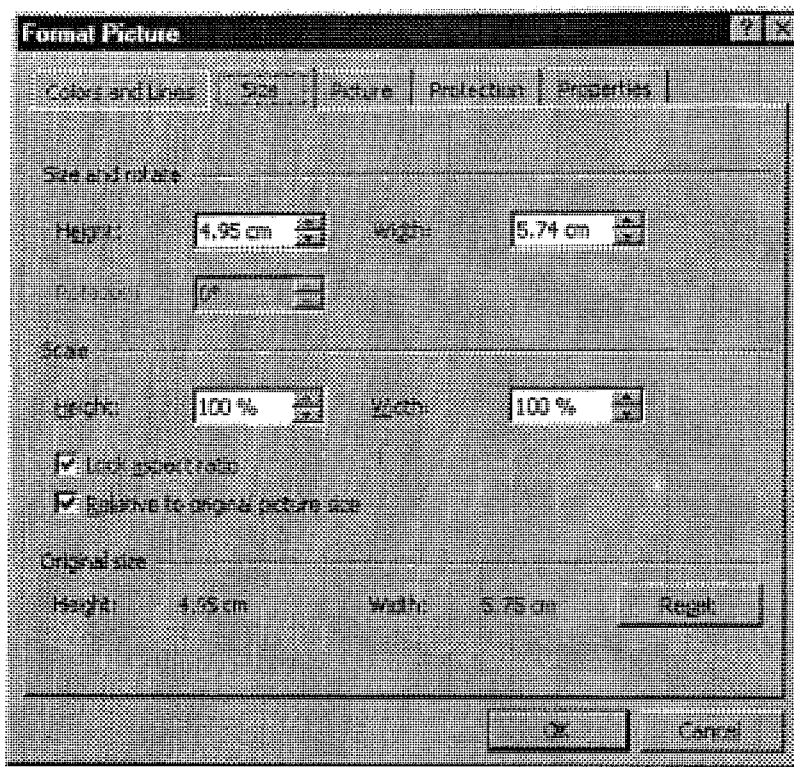 Format Picture ? X
Colors and Lines Size Picture Protection Properties
Size and rotate
Height: 4.95 cm Width: 5.74 cm
Rotation: 0°
Scale
Height: 100 % Width: 100 %
Lock aspect ratio
Relative to original picture size
Original size
Height: 4.95 cm Width: 5.75 cm Reset
OK Cancel